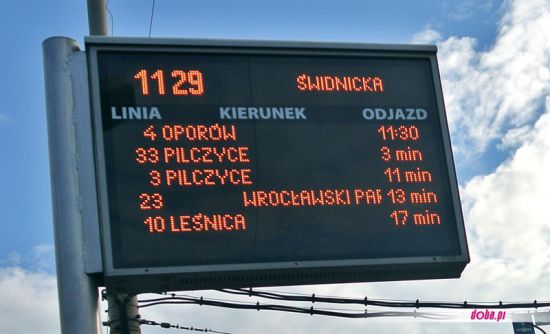 11 29 ŚWIDNICKA
LINIA KIERUNEK ODJAZD
4 OPORÓW 11:30
33 PILCZYCE 3 min
3 PILCZYCE 11 min
23 WROCŁAWSKI PAR 13 min
10 LEŚNICA 17 min
doba.pl